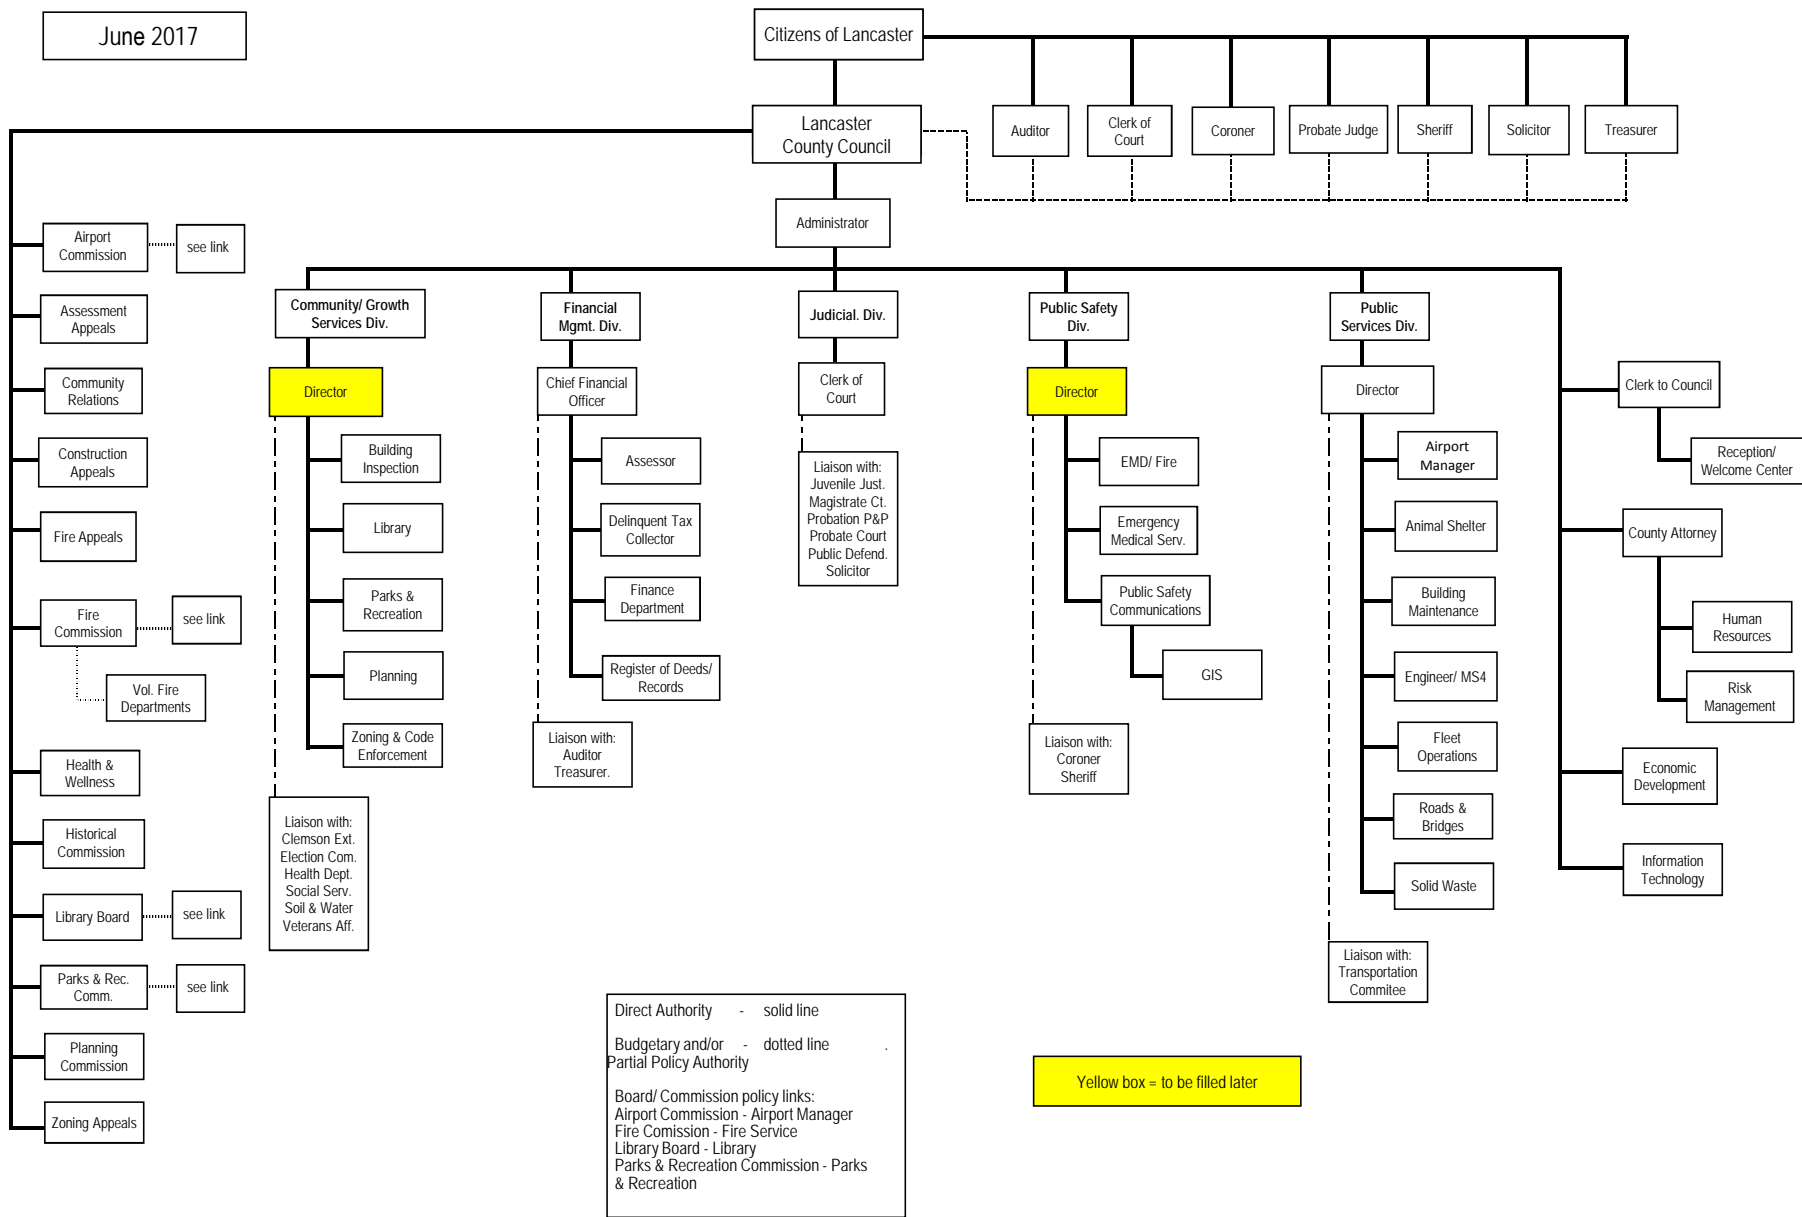 June 2017
Citizens of Lancaster
Lancaster
County Council
Auditor
Clerk of
Court
Coroner
Probate Judge
Sheriff
Solicitor
Treasurer
Administrator
Airport
Commission
see link
Assessment
Appeals
Community
Relations
Construction
Appeals
Fire Appeals
Fire
Commission
see link
Vol. Fire
Departments
Health &
Wellness
Historical
Commission
Library Board
see link
Parks & Rec.
Comm.
see link
Planning
Commission
Zoning Appeals
Community/ Growth
Services Div.
Director
Building
Inspection
Library
Parks &
Recreation
Planning
Zoning & Code
Enforcement
Liaison with:
Clemson Ext.
Election Com.
Health Dept.
Social Serv.
Soil & Water
Veterans Aff.
Financial
Mgmt. Div.
Chief Financial
Officer
Assessor
Delinquent Tax
Collector
Finance
Department
Register of Deeds/
Records
Liaison with:
Auditor
Treasurer.
Judicial. Div.
Clerk of
Court
Liaison with:
Juvenile Just.
Magistrate Ct.
Probation P&P
Probate Court
Public Defend.
Solicitor
Public Safety
Div.
Director
EMD/ Fire
Emergency
Medical Serv.
Public Safety
Communications
GIS
Liaison with:
Coroner
Sheriff
Public
Services Div.
Director
Airport
Manager
Animal Shelter
Building
Maintenance
Engineer/ MS4
Fleet
Operations
Roads &
Bridges
Solid Waste
Liaison with:
Transportation
Commitee
Clerk to Council
Reception/
Welcome Center
County Attorney
Human
Resources
Risk
Management
Economic
Development
Information
Technology
Direct Authority - solid line
Budgetary and/or - dotted line .
Partial Policy Authority
Board/ Commission policy links:
Airport Commission - Airport Manager
Fire Comission - Fire Service
Library Board - Library
Parks & Recreation Commission - Parks
& Recreation
Yellow box = to be filled later